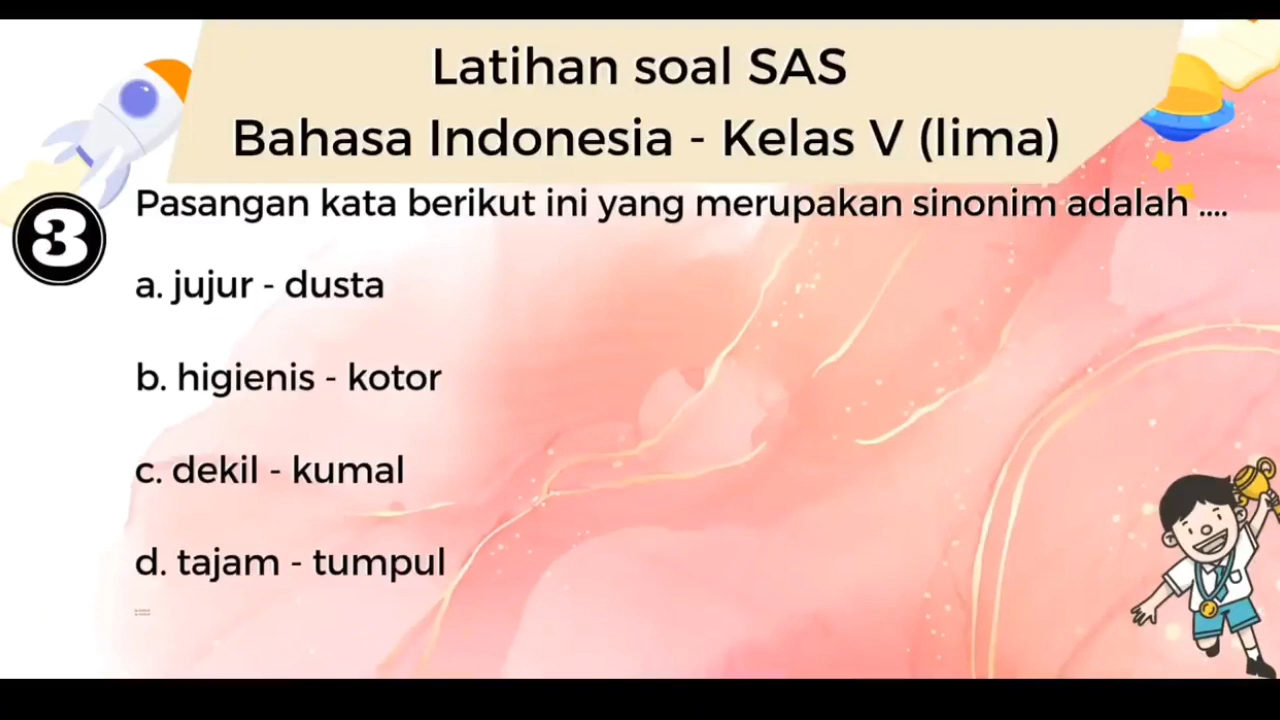 Latihan soal SAS
Bahasa Indonesia - Kelas V (lima)
3 Pasangan kata berikut ini yang merupakan sinonim adalah ....
a. jujur - dusta
b. higienis - kotor
c. dekil - kumal
d. tajam - tumpul